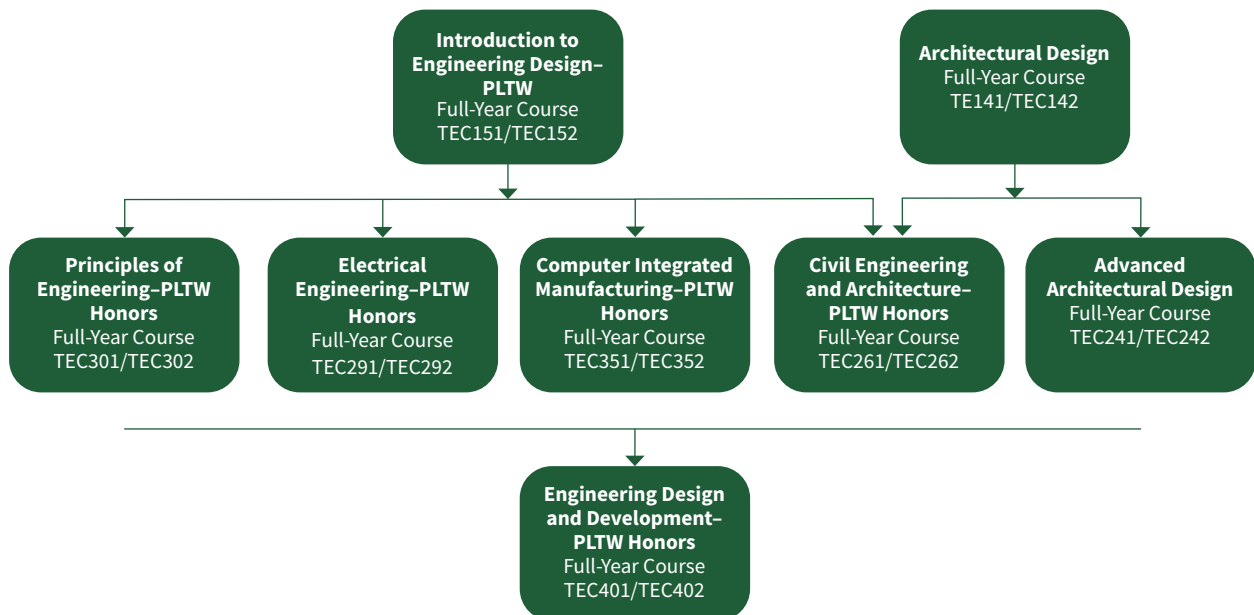 Introduction to
Engineering Design–
PLTW
Full-Year Course
TEC151/TEC152
Architectural Design
Full-Year Course
TE141/TEC142
Principles of
Engineering–PLTW
Honors
Full-Year Course
TEC301/TEC302
Electrical
Engineering–PLTW
Honors
Full-Year Course
TEC291/TEC292
Computer Integrated
Manufacturing–PLTW
Honors
Full-Year Course
TEC351/TEC352
Civil Engineering
and Architecture–
PLTW Honors
Full-Year Course
TEC261/TEC262
Advanced
Architectural Design
Full-Year Course
TEC241/TEC242
Engineering Design
and Development–
PLTW Honors
Full-Year Course
TEC401/TEC402